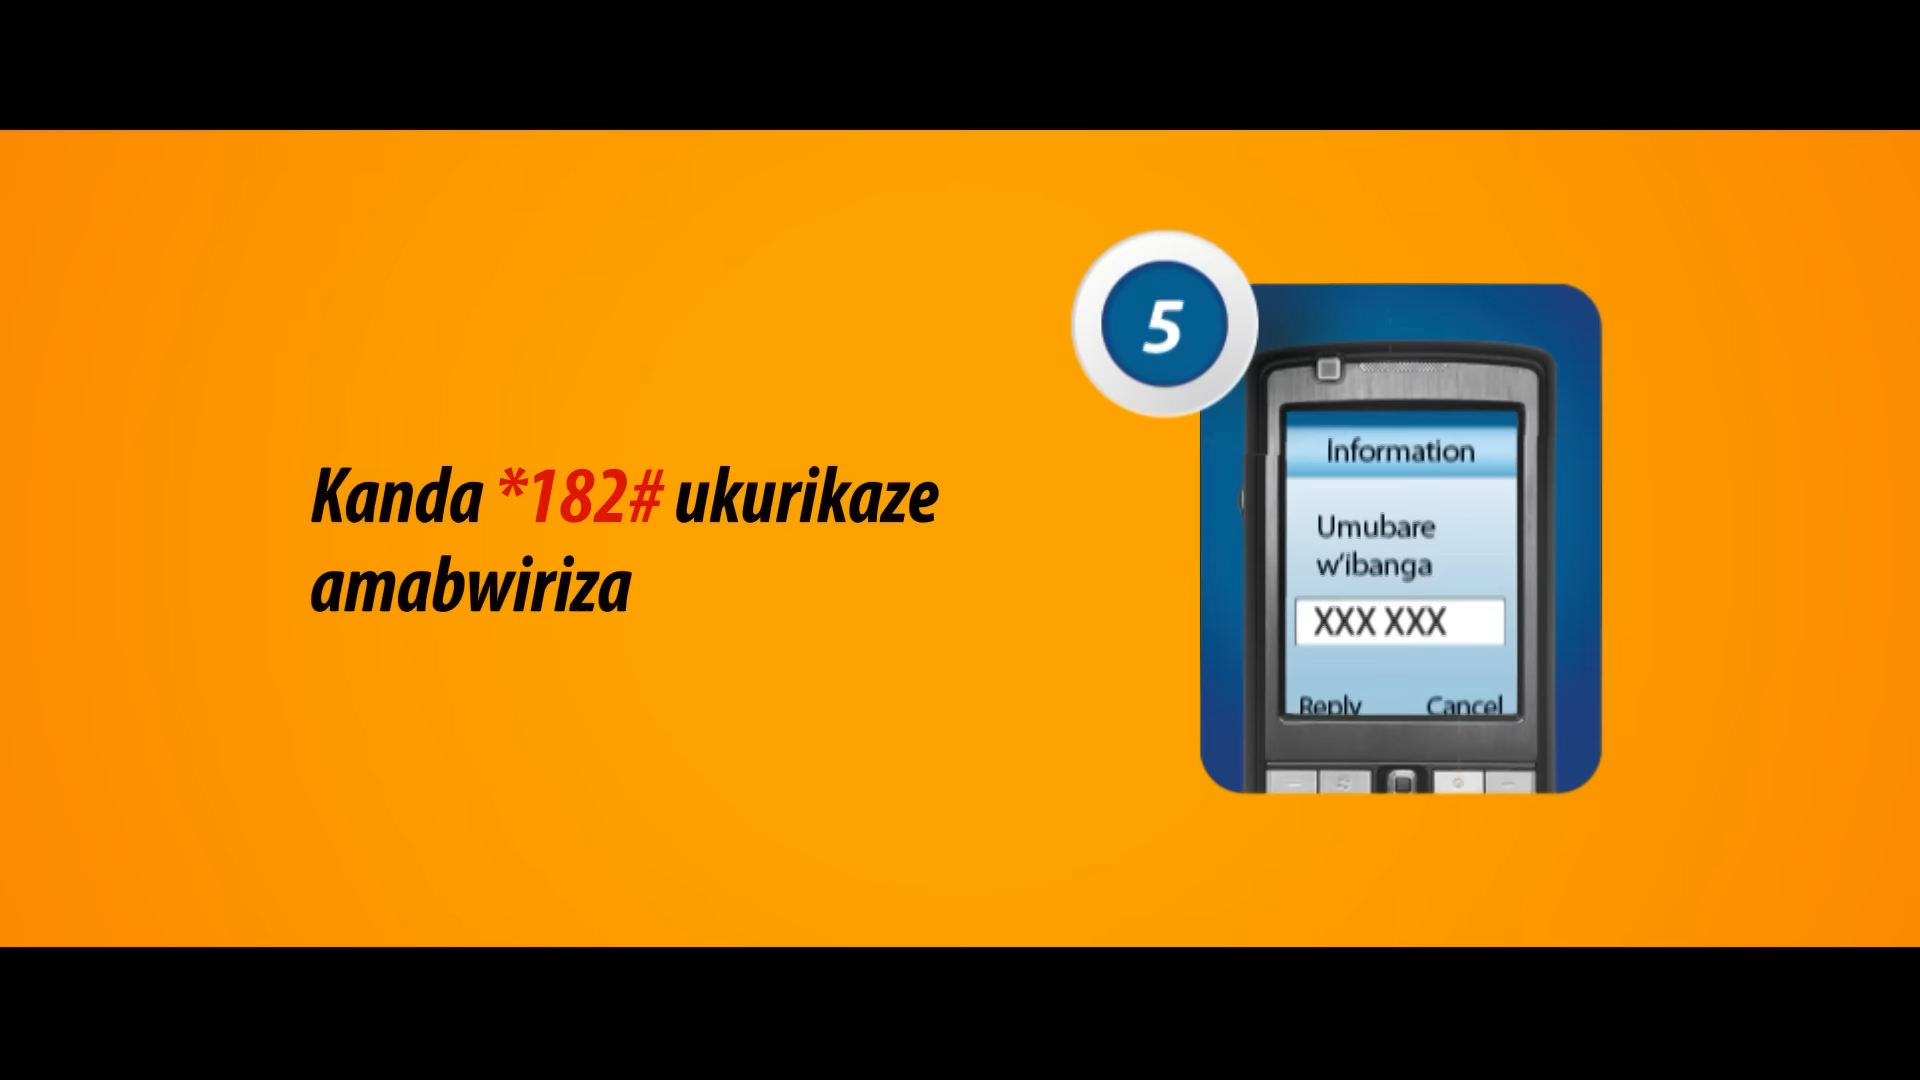 Kanda *182# ukurikaze
amabwiriza
5
Information
Umubare
w'ibanga
XXX XXX
Reply
Cancel